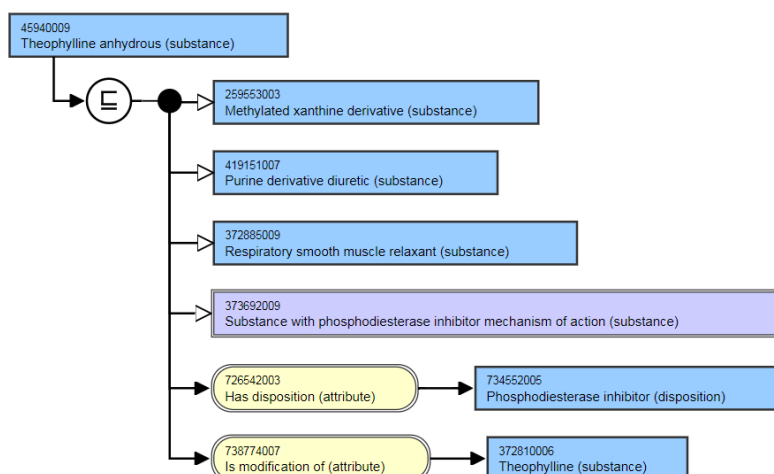 45940009
Theophylline anhydrous (substance)
⊑
259553003
Methylated xanthine derivative (substance)
419151007
Purine derivative diuretic (substance)
372885009
Respiratory smooth muscle relaxant (substance)
373692009
Substance with phosphodiesterase inhibitor mechanism of action (substance)
726542003
Has disposition (attribute)
734552005
Phosphodiesterase inhibitor (disposition)
738774007
Is modification of (attribute)
372810006
Theophylline (substance)